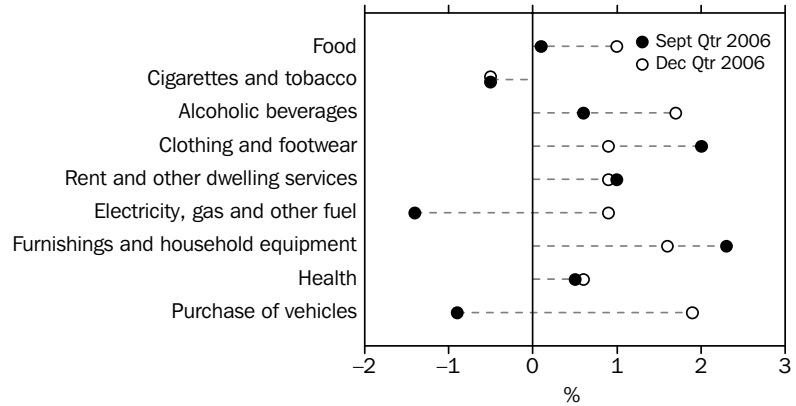 Food
Cigarettes and tobacco
Alcoholic beverages
Clothing and footwear
Rent and other dwelling services
Electricity, gas and other fuel
Furnishings and household equipment
Health
Purchase of vehicles
Sept Qtr 2006
Dec Qtr 2006
–2 –1 0 1 2 3
%